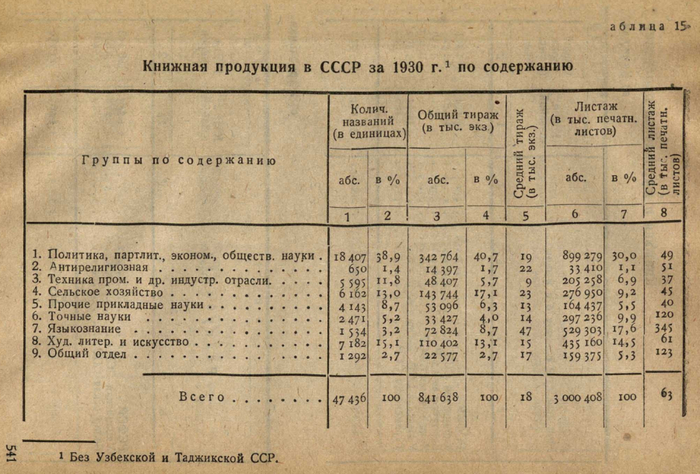 аблица 15
Книжная продукция в СССР за 1930 г.¹ по содержанию
Группы по содержанию
Колич. названий (в единицах)
Общий тираж (в тыс. экз.)
Средний тираж (в тыс. экз.)
Листаж (в тыс. печатн. листов)
Средний листаж (в тыс. печатн. листов)
абс. в % абс. в % абс. в %
1 2 3 4 5 6 7 8
1. Политика, партлит., эконом., обществ. науки . 18 407 38,9 342 764 40,7 19 899 279 30,0 49
2. Антирелигиозная . . . . . . . . . . . . . 650 1,4 14 397 1,7 22 33 410 1,1 51
3. Техника пром. и др. индустр. отрасли. . . . . 5 595 11,8 48 407 5,7 9 205 258 6,9 37
4. Сельское хозяйство . . . . . . . . . . . . 6 162 13,0 143 744 17,1 23 276 950 9,2 45
5. Прочие прикладные науки . . . . . . . . . 4 143 8,7 53 096 6,3 13 164 437 5,5 40
6. Точные науки . . . . . . . . . . . . . . 2 471 5,2 33 427 4,0 14 297 236 9,9 120
7. Языкознание . . . . . . . . . . . . . . 1 534 3,2 72 824 8,7 47 529 303 17,6 345
8. Худ. литер. и искусство . . . . . . . . . . 7 182 15,1 110 402 13,1 15 435 160 14,5 61
9. Общий отдел . . . . . . . . . . . . . . 1 292 2,7 22 577 2,7 17 159 375 5,3 123
Всего . . . . . . . . 47 436 100 841 638 100 18 3 000 408 100 63
¹ Без Узбекской и Таджикской ССР.
541